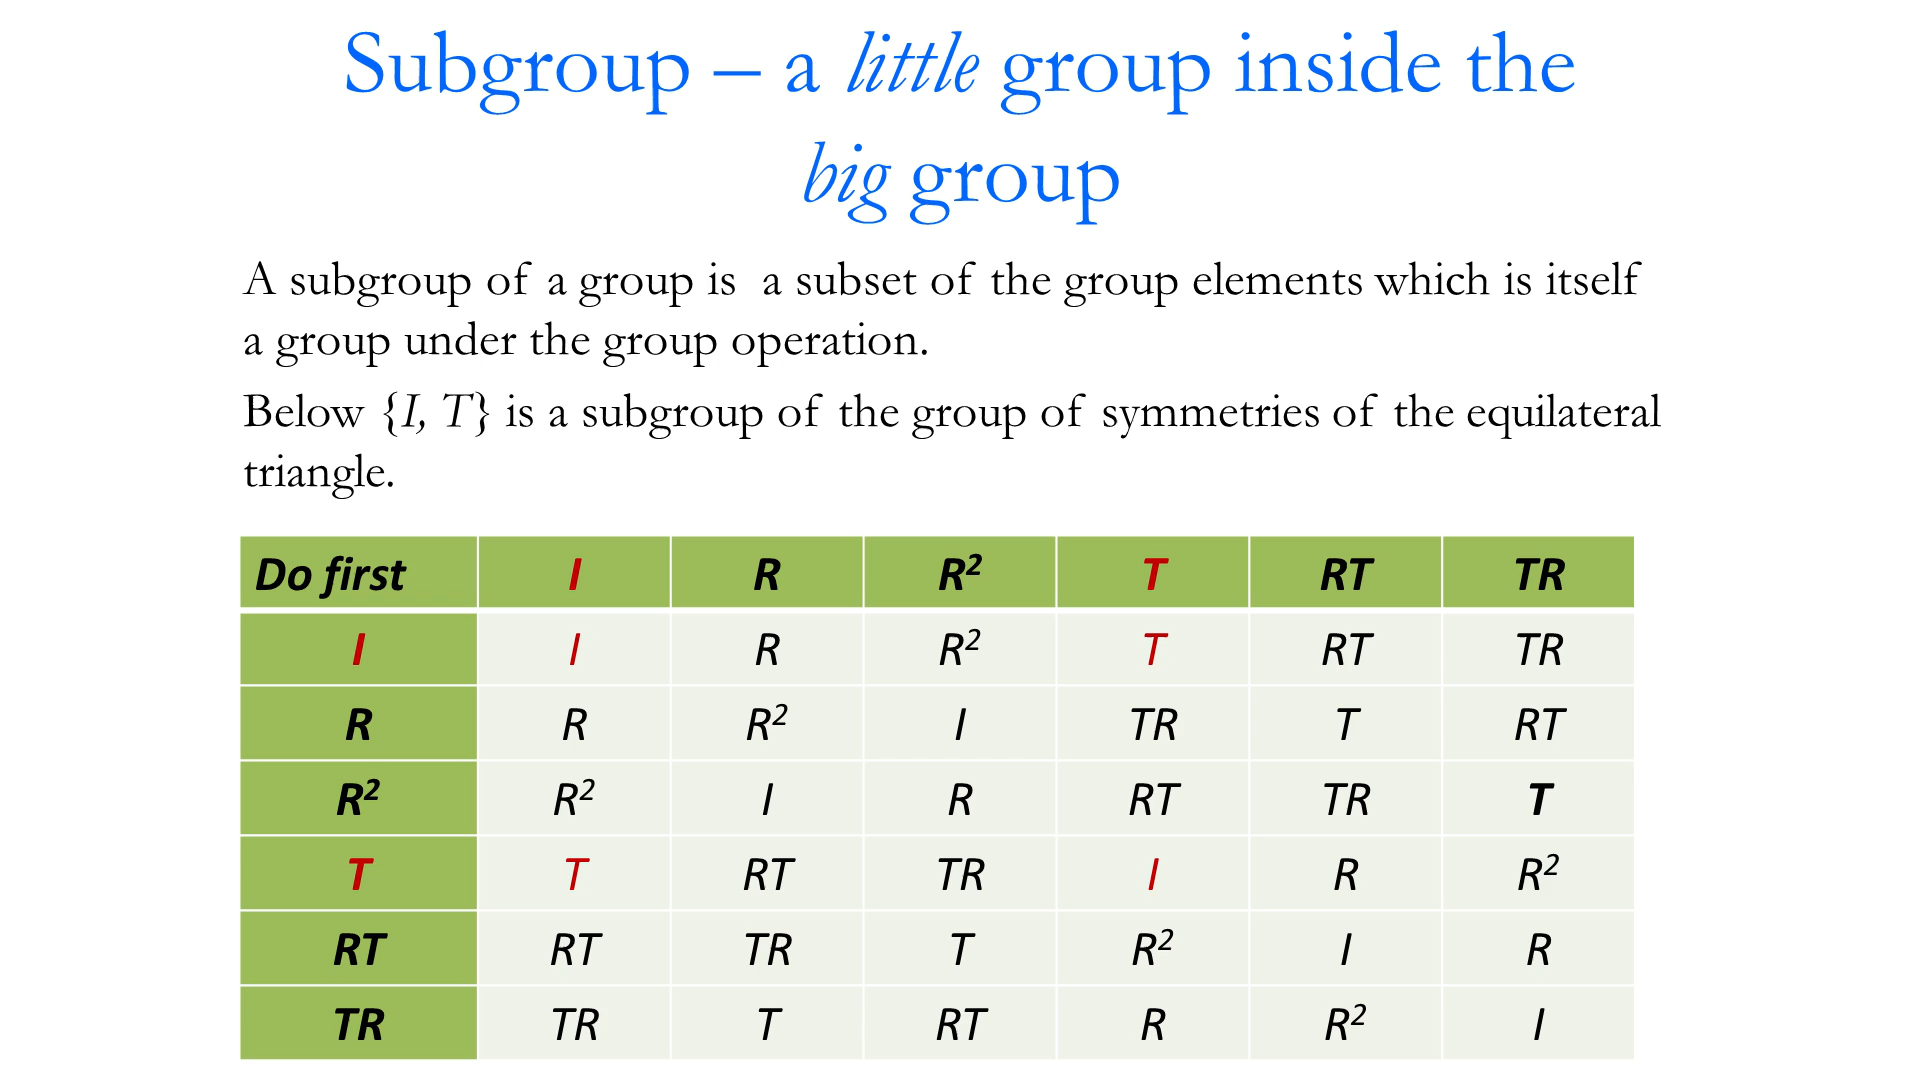 Subgroup – a little group inside the
big group
A subgroup of a group is a subset of the group elements which is itself
a group under the group operation.
Below {I, T} is a subgroup of the group of symmetries of the equilateral
triangle.
Do first I R R² T RT TR
I I R R² T RT TR
R R R² I TR T RT
R² R² I R RT TR T
T T RT TR I R R²
RT RT TR T R² I R
TR TR T RT R R² I